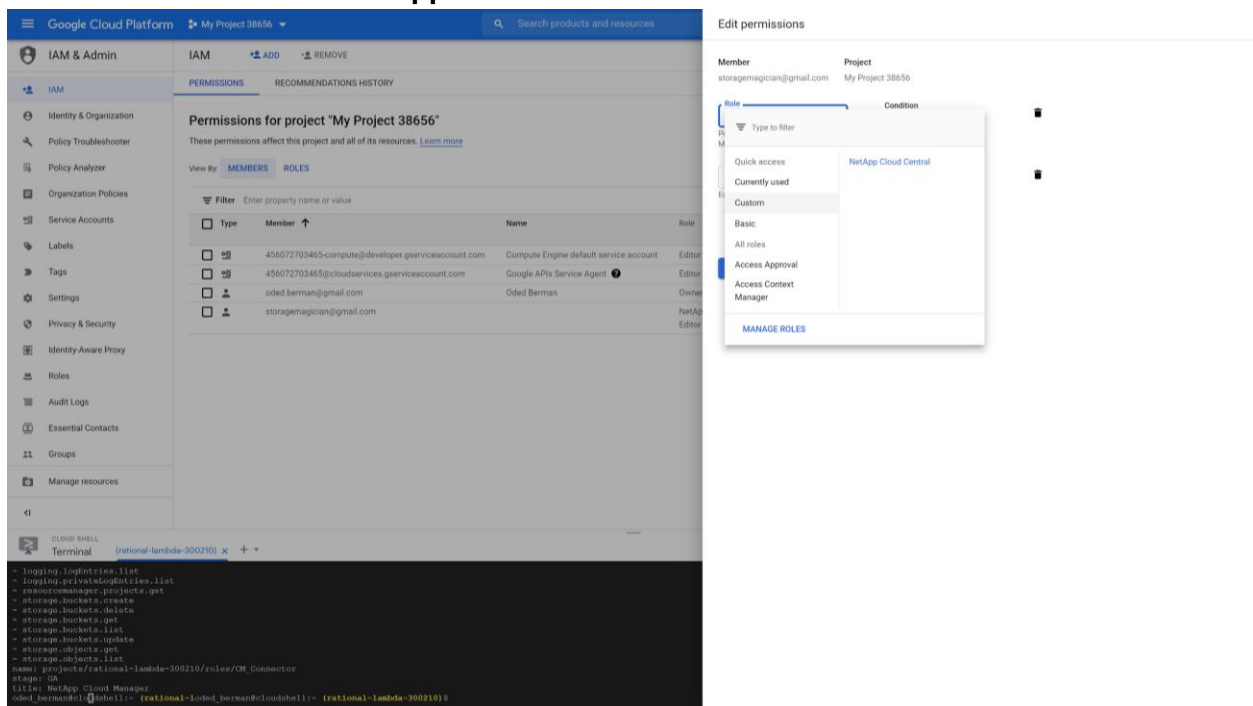 App
Google Cloud Platform
My Project 38656
Search products and resources
IAM & Admin
IAM
Identity & Organization
Policy Troubleshooter
Policy Analyzer
Organization Policies
Service Accounts
Labels
Tags
Settings
Privacy & Security
Identity-Aware Proxy
Roles
Audit Logs
Essential Contacts
Groups
Manage resources
IAM
ADD
REMOVE
PERMISSIONS
RECOMMENDATIONS HISTORY
Permissions for project "My Project 38656"
These permissions affect this project and all of its resources. Learn more
View By: MEMBERS ROLES
Filter Enter property name or value
Type Member Name Role
456072703465-compute@developer.gserviceaccount.com Compute Engine default service account Editor
456072703465@cloudservices.gserviceaccount.com Google APIs Service Agent Editor
oded.berman@gmail.com Oded Berman Owner
storagemagician@gmail.com NetAp
Editor
Edit permissions
Member Project
storagemagician@gmail.com My Project 38656
Role Condition
Type to filter
Quick access
Currently used
Custom
Basic
All roles
Access Approval
Access Context
Manager
NetApp Cloud Central
MANAGE ROLES
CLOUD SHELL
Terminal
(rational-lambda-300210) x + 
- logging.logEntries.list
- logging.privateLogEntries.list
- resourcemanager.projects.get
- storage.buckets.create
- storage.buckets.delete
- storage.buckets.get
- storage.buckets.list
- storage.buckets.update
- storage.objects.get
- storage.objects.list
name: projects/rational-lambda-300210/roles/CM_Connector
stage: GA
title: NetApp Cloud Manager
oded_berman@cloudshell:~ (rational-loded_berman@cloudshell:~ (rational-lambda-300210)$